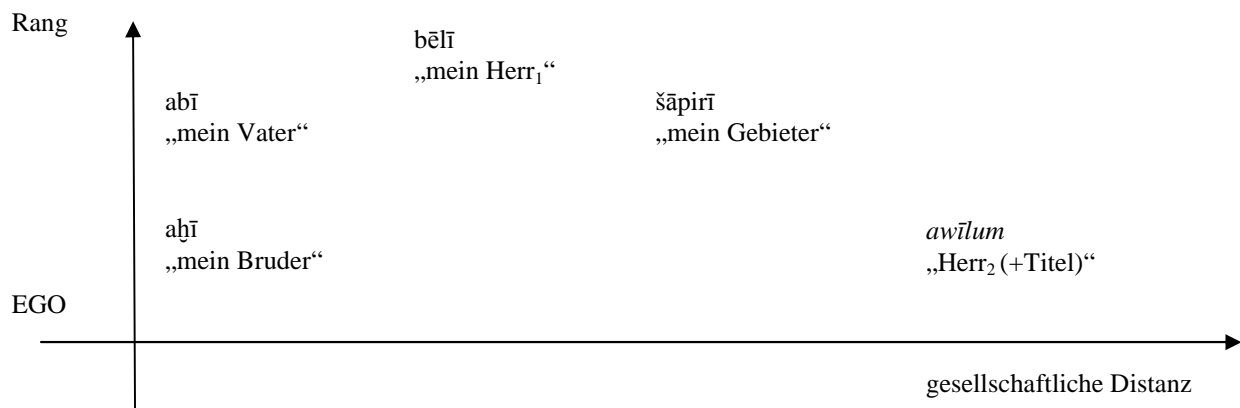 Rang
bēlī
„mein Herr₁“
abī
„mein Vater“
šāpirī
„mein Gebieter“
aḫī
„mein Bruder“
awīlum
„Herr₂ (+Titel)“
EGO
gesellschaftliche Distanz